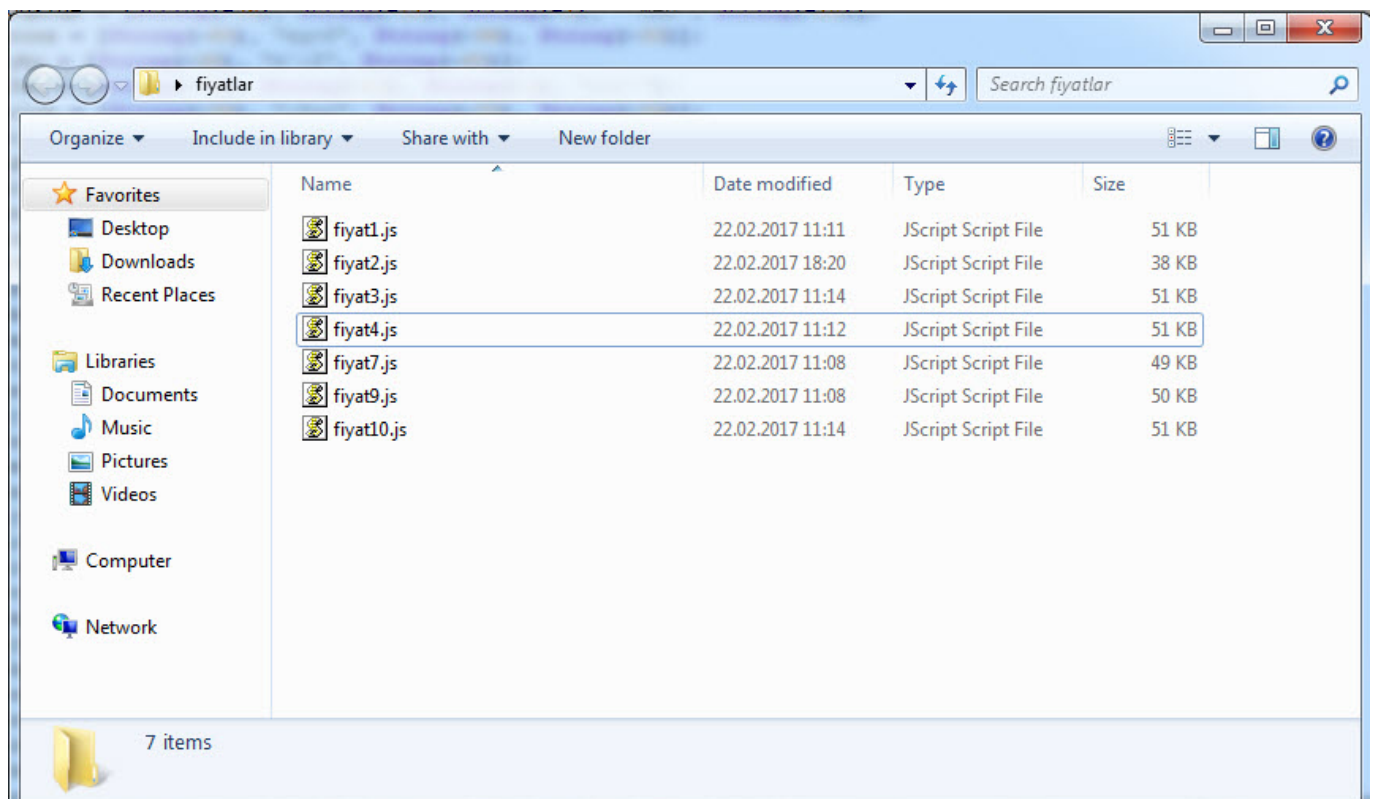 fiyatlar
Search fiyatlar
Organize Include in library Share with New folder
Name Date modified Type Size
Favorites
Desktop
Downloads
Recent Places
Libraries
Documents
Music
Pictures
Videos
Computer
Network
fiyat1.js 22.02.2017 11:11 JScript Script File 51 KB
fiyat2.js 22.02.2017 18:20 JScript Script File 38 KB
fiyat3.js 22.02.2017 11:14 JScript Script File 51 KB
fiyat4.js 22.02.2017 11:12 JScript Script File 51 KB
fiyat7.js 22.02.2017 11:08 JScript Script File 49 KB
fiyat9.js 22.02.2017 11:08 JScript Script File 50 KB
fiyat10.js 22.02.2017 11:14 JScript Script File 51 KB
7 items